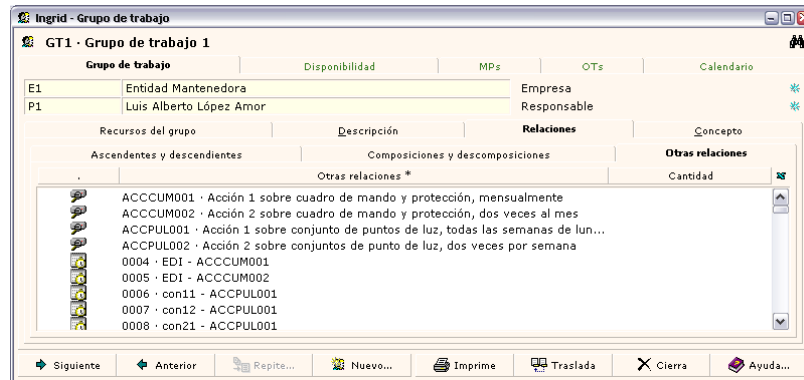 Ingrid - Grupo de trabajo
GT1 · Grupo de trabajo 1
Grupo de trabajo Disponibilidad MPs OTs Calendario
E1 Entidad Mantenedora Empresa
P1 Luis Alberto López Amor Responsable
Recursos del grupo Descripción Relaciones Concepto
Ascendentes y descendientes Composiciones y descomposiciones Otras relaciones
. Otras relaciones * Cantidad
ACCCUM001 · Acción 1 sobre cuadro de mando y protección, mensualmente
ACCCUM002 · Acción 2 sobre cuadro de mando y protección, dos veces al mes
ACCPUL001 · Acción 1 sobre conjunto de puntos de luz, todas las semanas de lun...
ACCPUL002 · Acción 2 sobre conjuntos de punto de luz, dos veces por semana
0004 · EDI - ACCCUM001
0005 · EDI - ACCCUM002
0006 · con11 - ACCPUL001
0007 · con12 - ACCPUL001
0008 · con21 - ACCPUL001
Siguiente Anterior Repite... Nuevo... Imprime Traslada Cierra Ayuda...